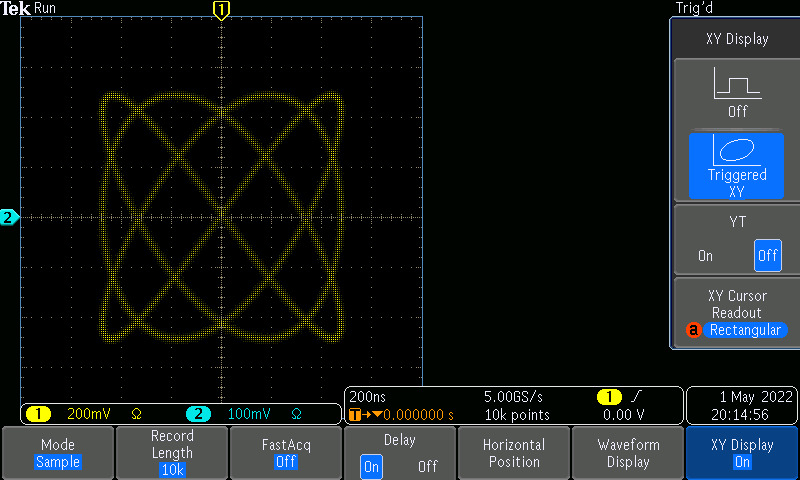 Tek Run
Trig'd
1
2
XY Display
Off
Triggered
XY
YT
On Off
XY Cursor
Readout
a Rectangular
1 200mV Ω 2 100mV Ω
200ns 5.00GS/s 1 0.00 V
T→▼0.000000 s 10k points
1 May 2022
20:14:56
Mode
Sample
Record
Length
10k
FastAcq
Off
Delay
On Off
Horizontal
Position
Waveform
Display
XY Display
On